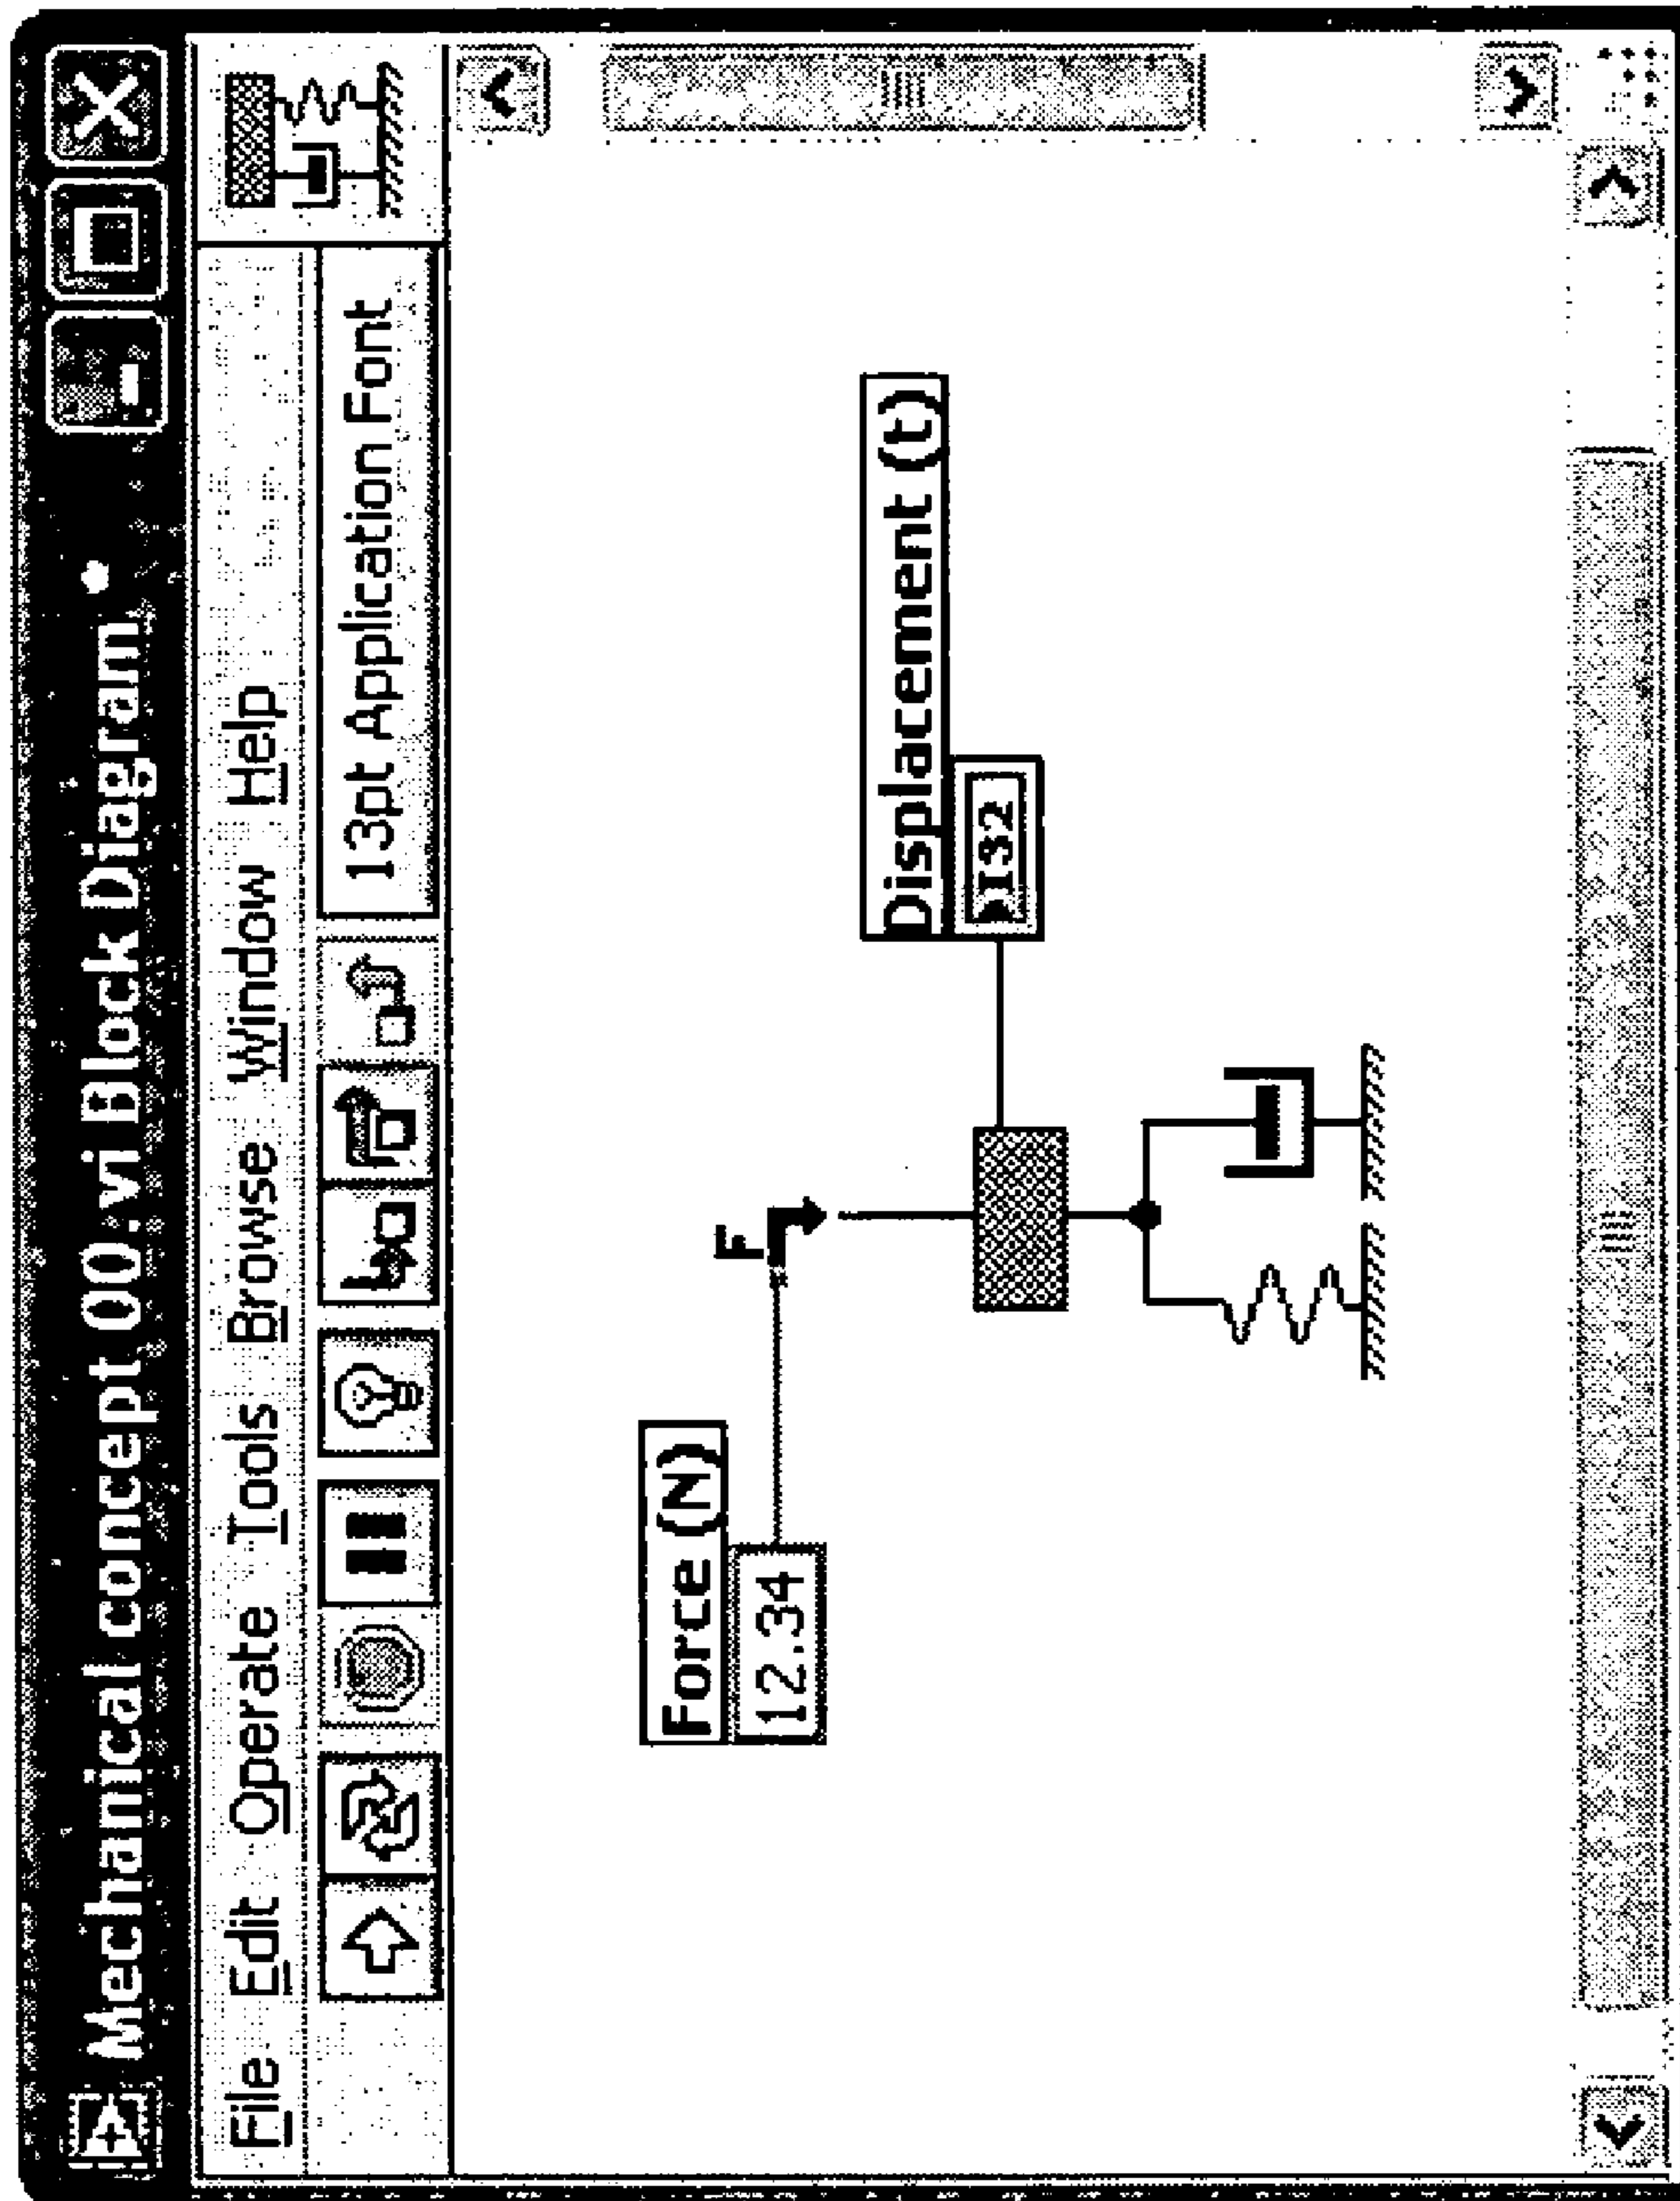 Mechanical concept 00.vi Block Diagram *
File Edit Operate Tools Browse Window Help
13pt Application Font
Force (N)
12.34
F
Displacement (t)
I32